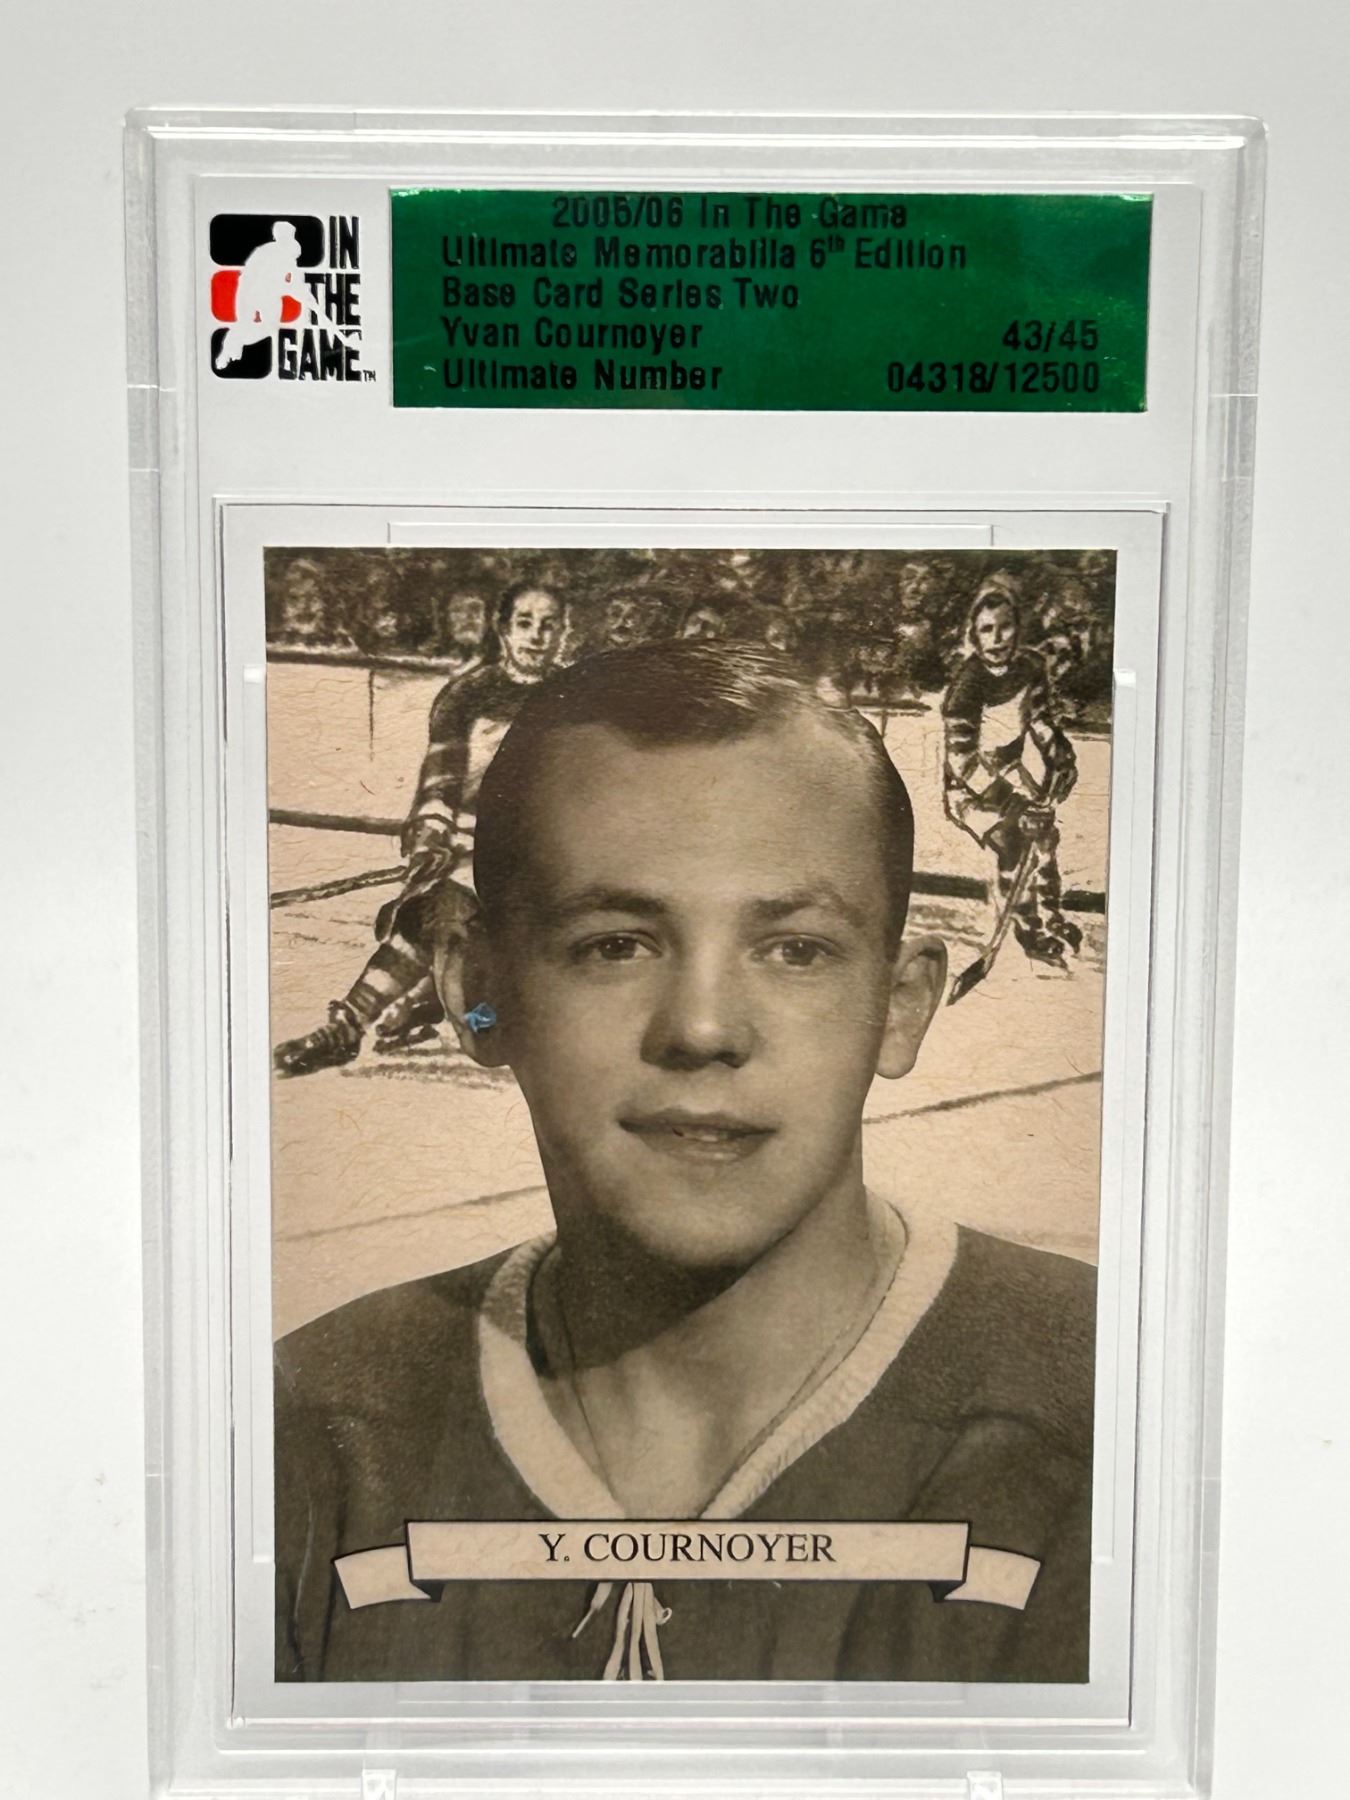 IN
THE
GAME TM
2005/06 In The Game
Ultimate Memorabilia 6th Edition
Base Card Series Two
Yvan Cournoyer 43/45
Ultimate Number 04318/12500
Y. COURNOYER